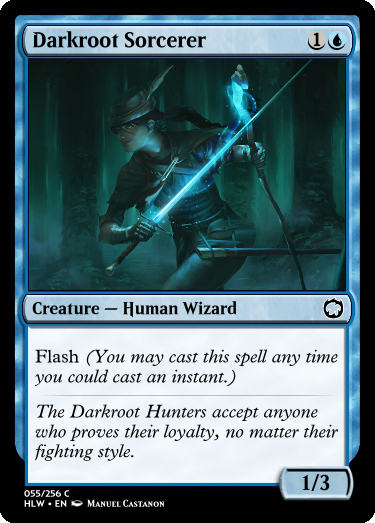 Darkroot Sorcerer 1
Creature — Human Wizard
Flash (You may cast this spell any time
you could cast an instant.)
The Darkroot Hunters accept anyone
who proves their loyalty, no matter their
fighting style.
1/3
055/256 C
HLW • EN Manuel Castanon